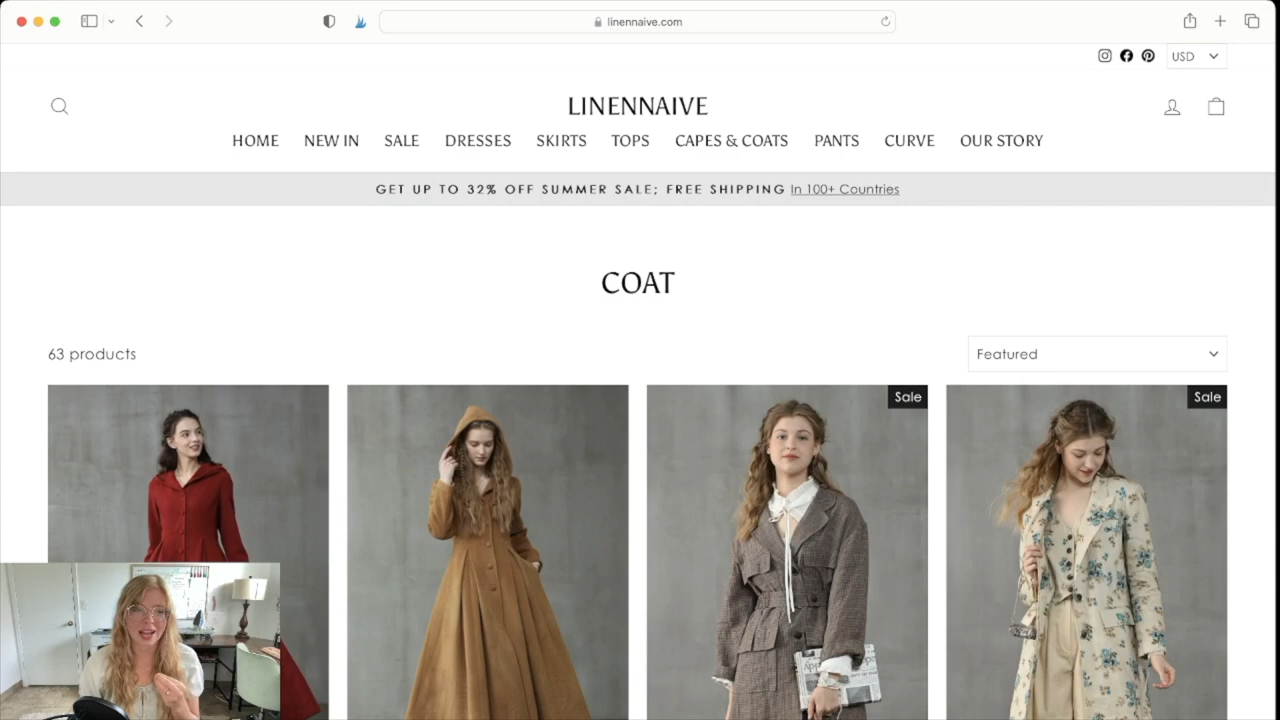 linennaive.com
USD
LINENNAIVE
HOME NEW IN SALE DRESSES SKIRTS TOPS CAPES & COATS PANTS CURVE OUR STORY
GET UP TO 32% OFF SUMMER SALE; FREE SHIPPING In 100+ Countries
COAT
63 products
Featured
Sale
Sale